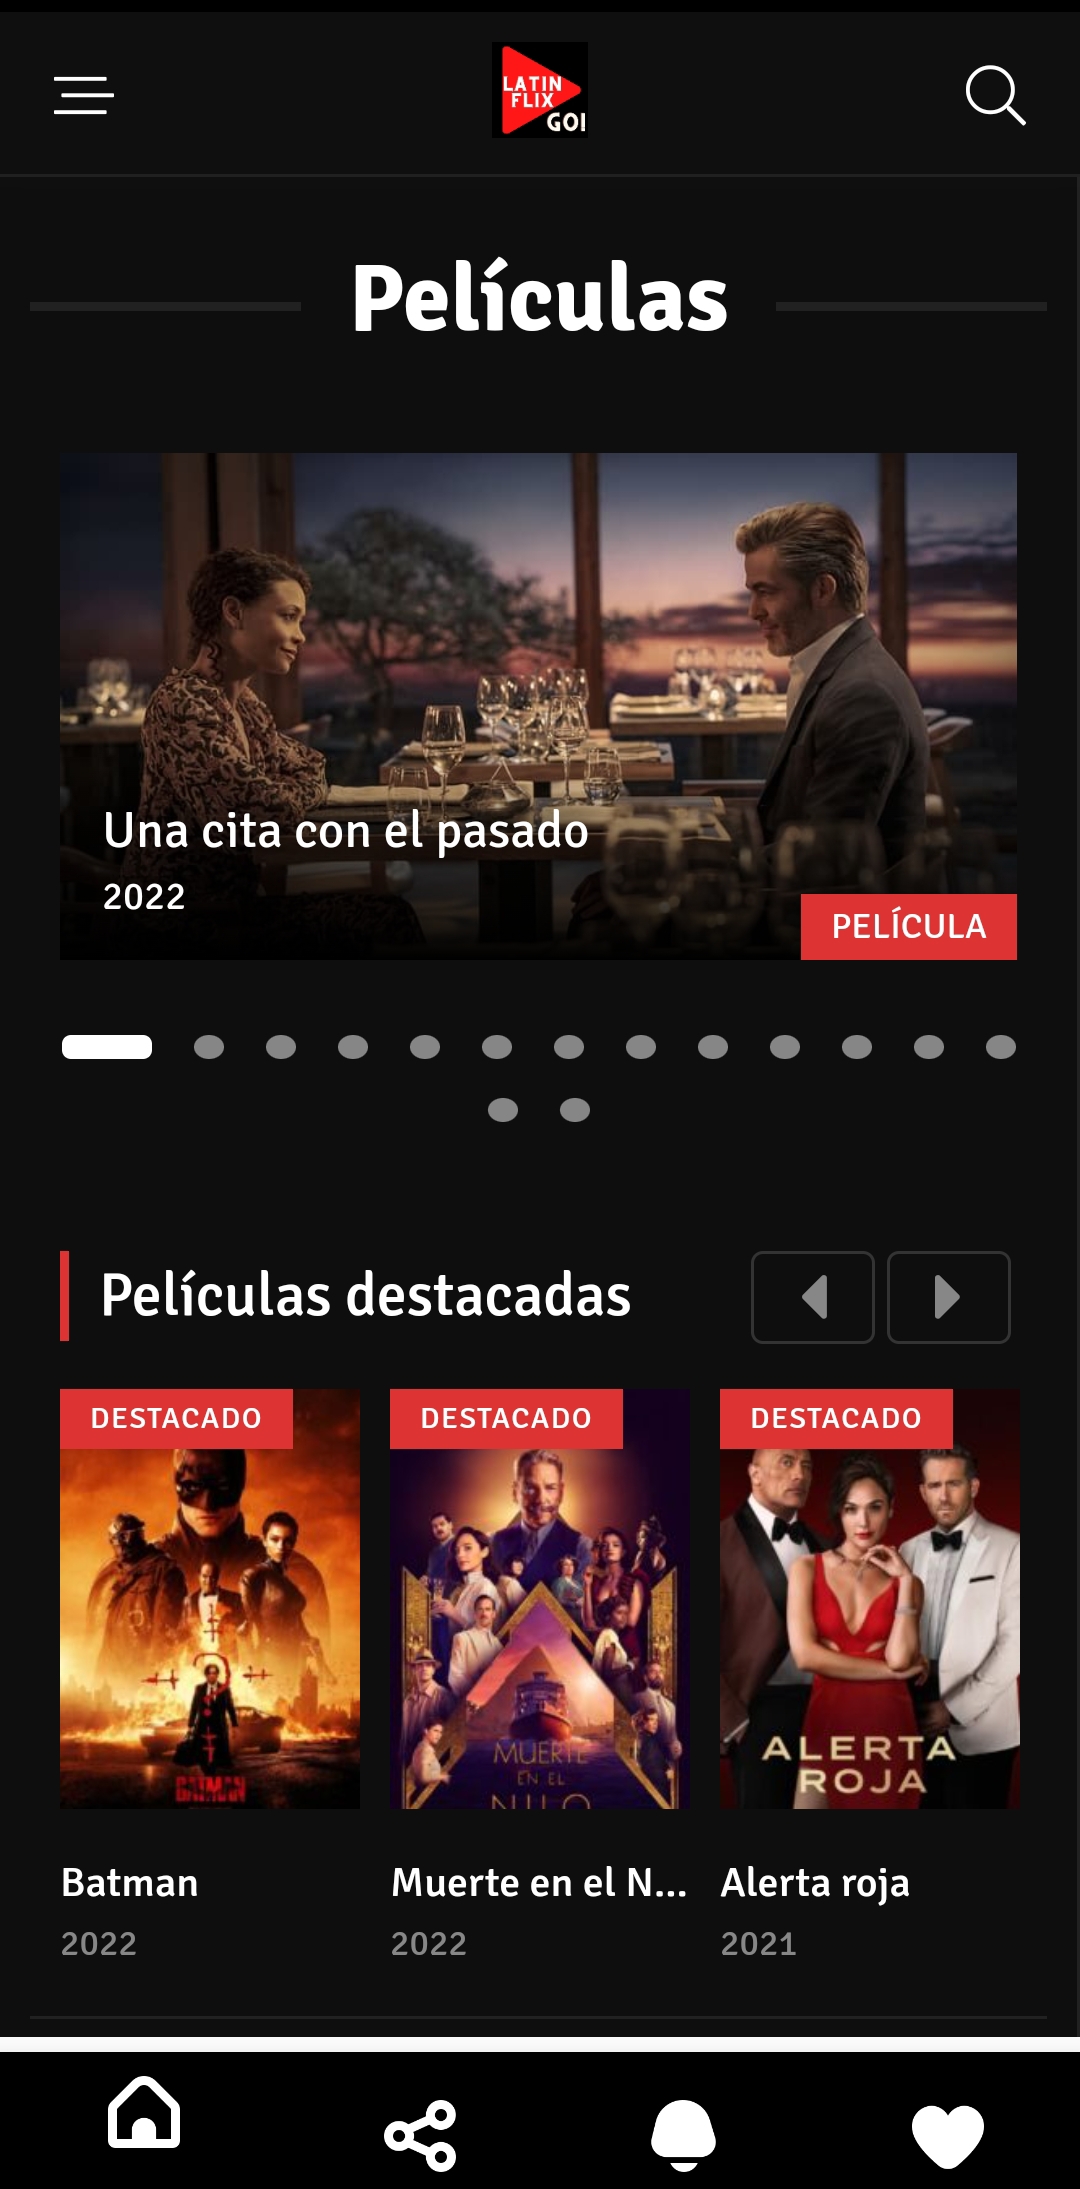 LATIN
FLIX
GO!
Películas
Una cita con el pasado
2022
PELÍCULA
Películas destacadas
DESTACADO
DESTACADO
DESTACADO
BATMAN
MUERTE
EN EL
NILO
ALERTA
ROJA
Batman
Muerte en el N...
Alerta roja
2022
2022
2021